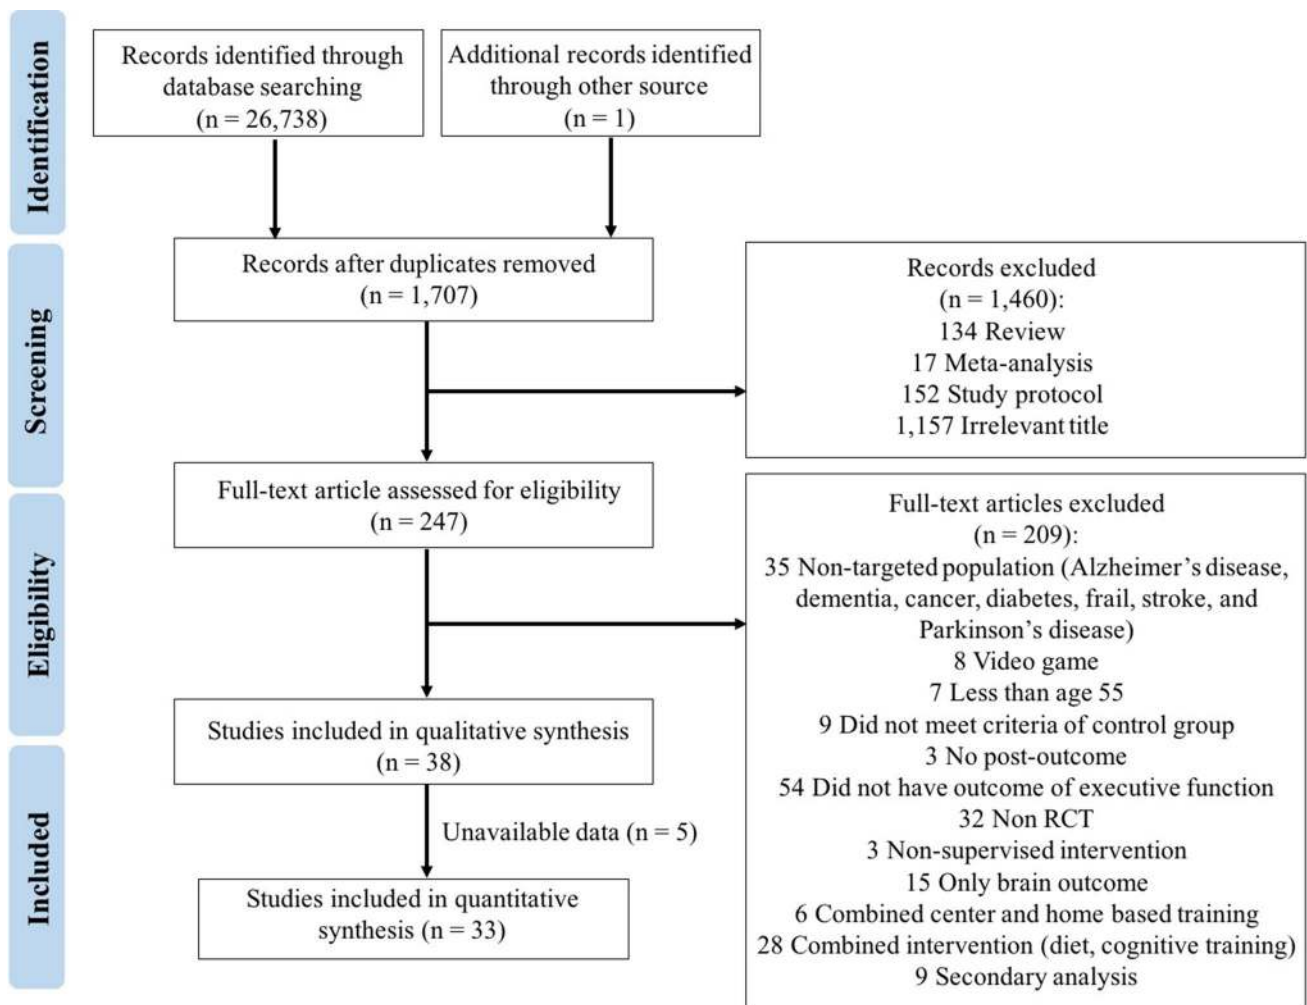 Identification
Records identified through
database searching
(n = 26,738)
Additional records identified
through other source
(n = 1)
Screening
Records after duplicates removed
(n = 1,707)
Records excluded
(n = 1,460):
134 Review
17 Meta-analysis
152 Study protocol
1,157 Irrelevant title
Eligibility
Full-text article assessed for eligibility
(n = 247)
Full-text articles excluded
(n = 209):
35 Non-targeted population (Alzheimer's disease,
dementia, cancer, diabetes, frail, stroke, and
Parkinson's disease)
8 Video game
7 Less than age 55
9 Did not meet criteria of control group
3 No post-outcome
54 Did not have outcome of executive function
32 Non RCT
3 Non-supervised intervention
15 Only brain outcome
6 Combined center and home based training
28 Combined intervention (diet, cognitive training)
9 Secondary analysis
Studies included in qualitative synthesis
(n = 38)
Included
Unavailable data (n = 5)
Studies included in quantitative
synthesis (n = 33)